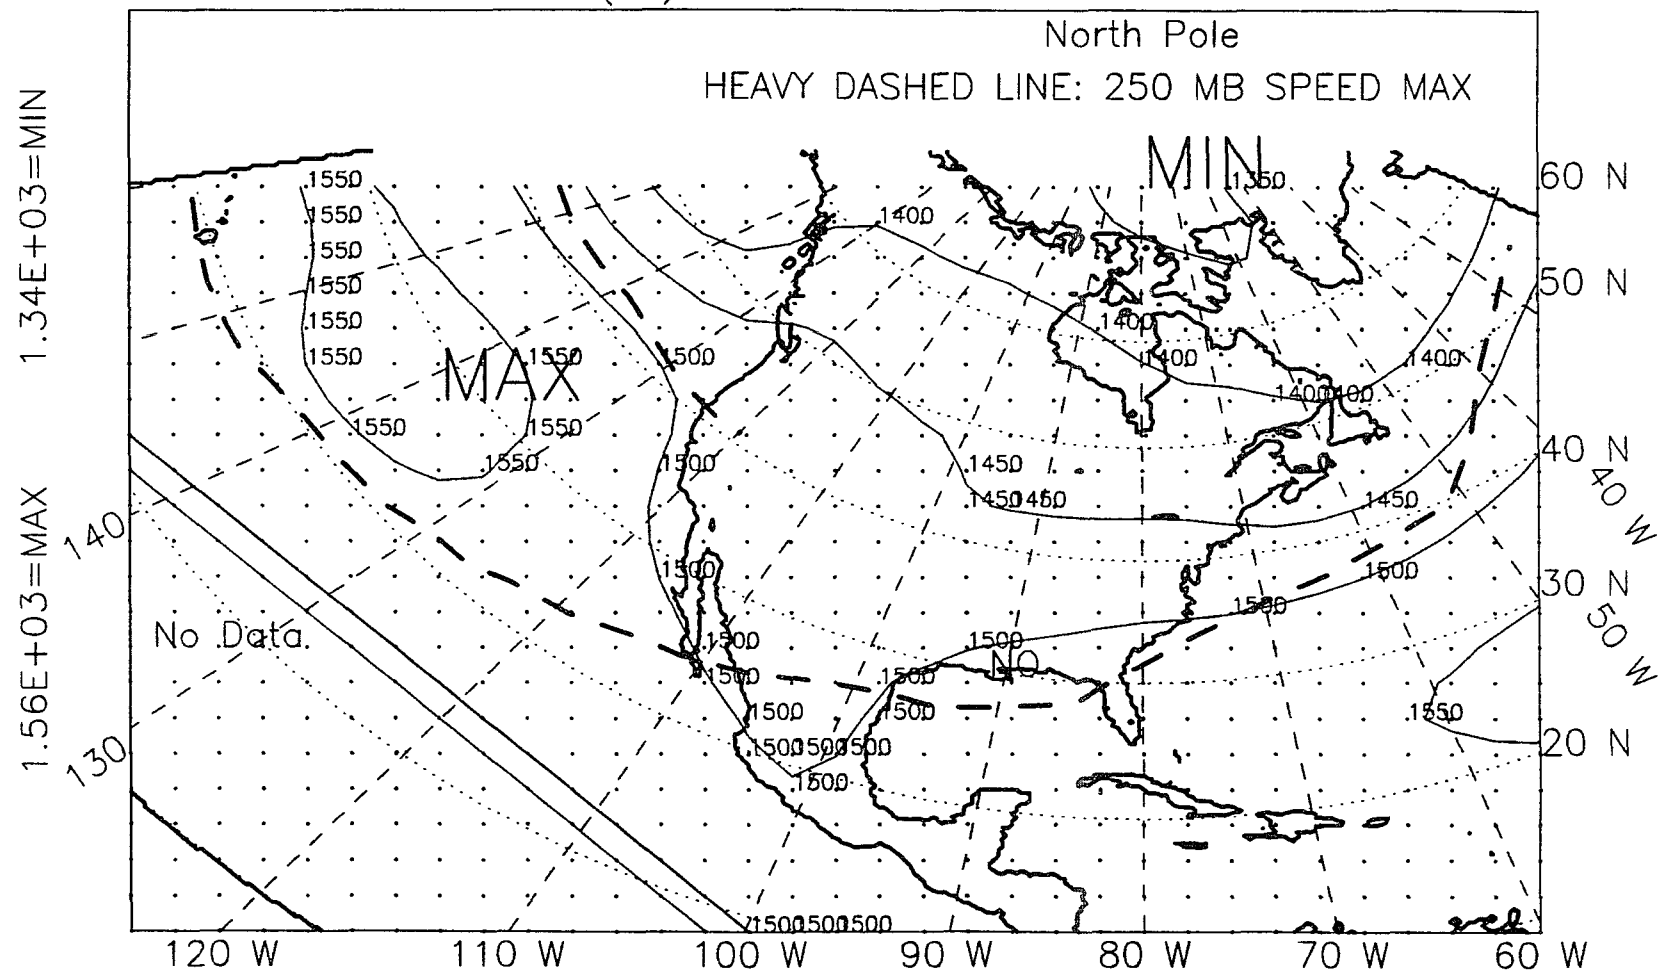 North Pole
HEAVY DASHED LINE: 250 MB SPEED MAX
1.34E+03=MIN
1.56E+03=MAX
MIN
1350
60 N
1550
1550
1400
1550
1550
50 N
1550
1400
1550
MAX
1550
1500
1400
1400
1400
1400
1550
1550
40 N
1550
1500
1450
40 W
1450
1450
1450
140
1500
1500
30 N
1500
50 W
No Data
1500
1500
NO
1500
1500
1500
1500
1550
1500
1500
1500
20 N
130
1500
1500
1500
1500
120 W
110 W
100 W
90 W
80 W
70 W
60 W